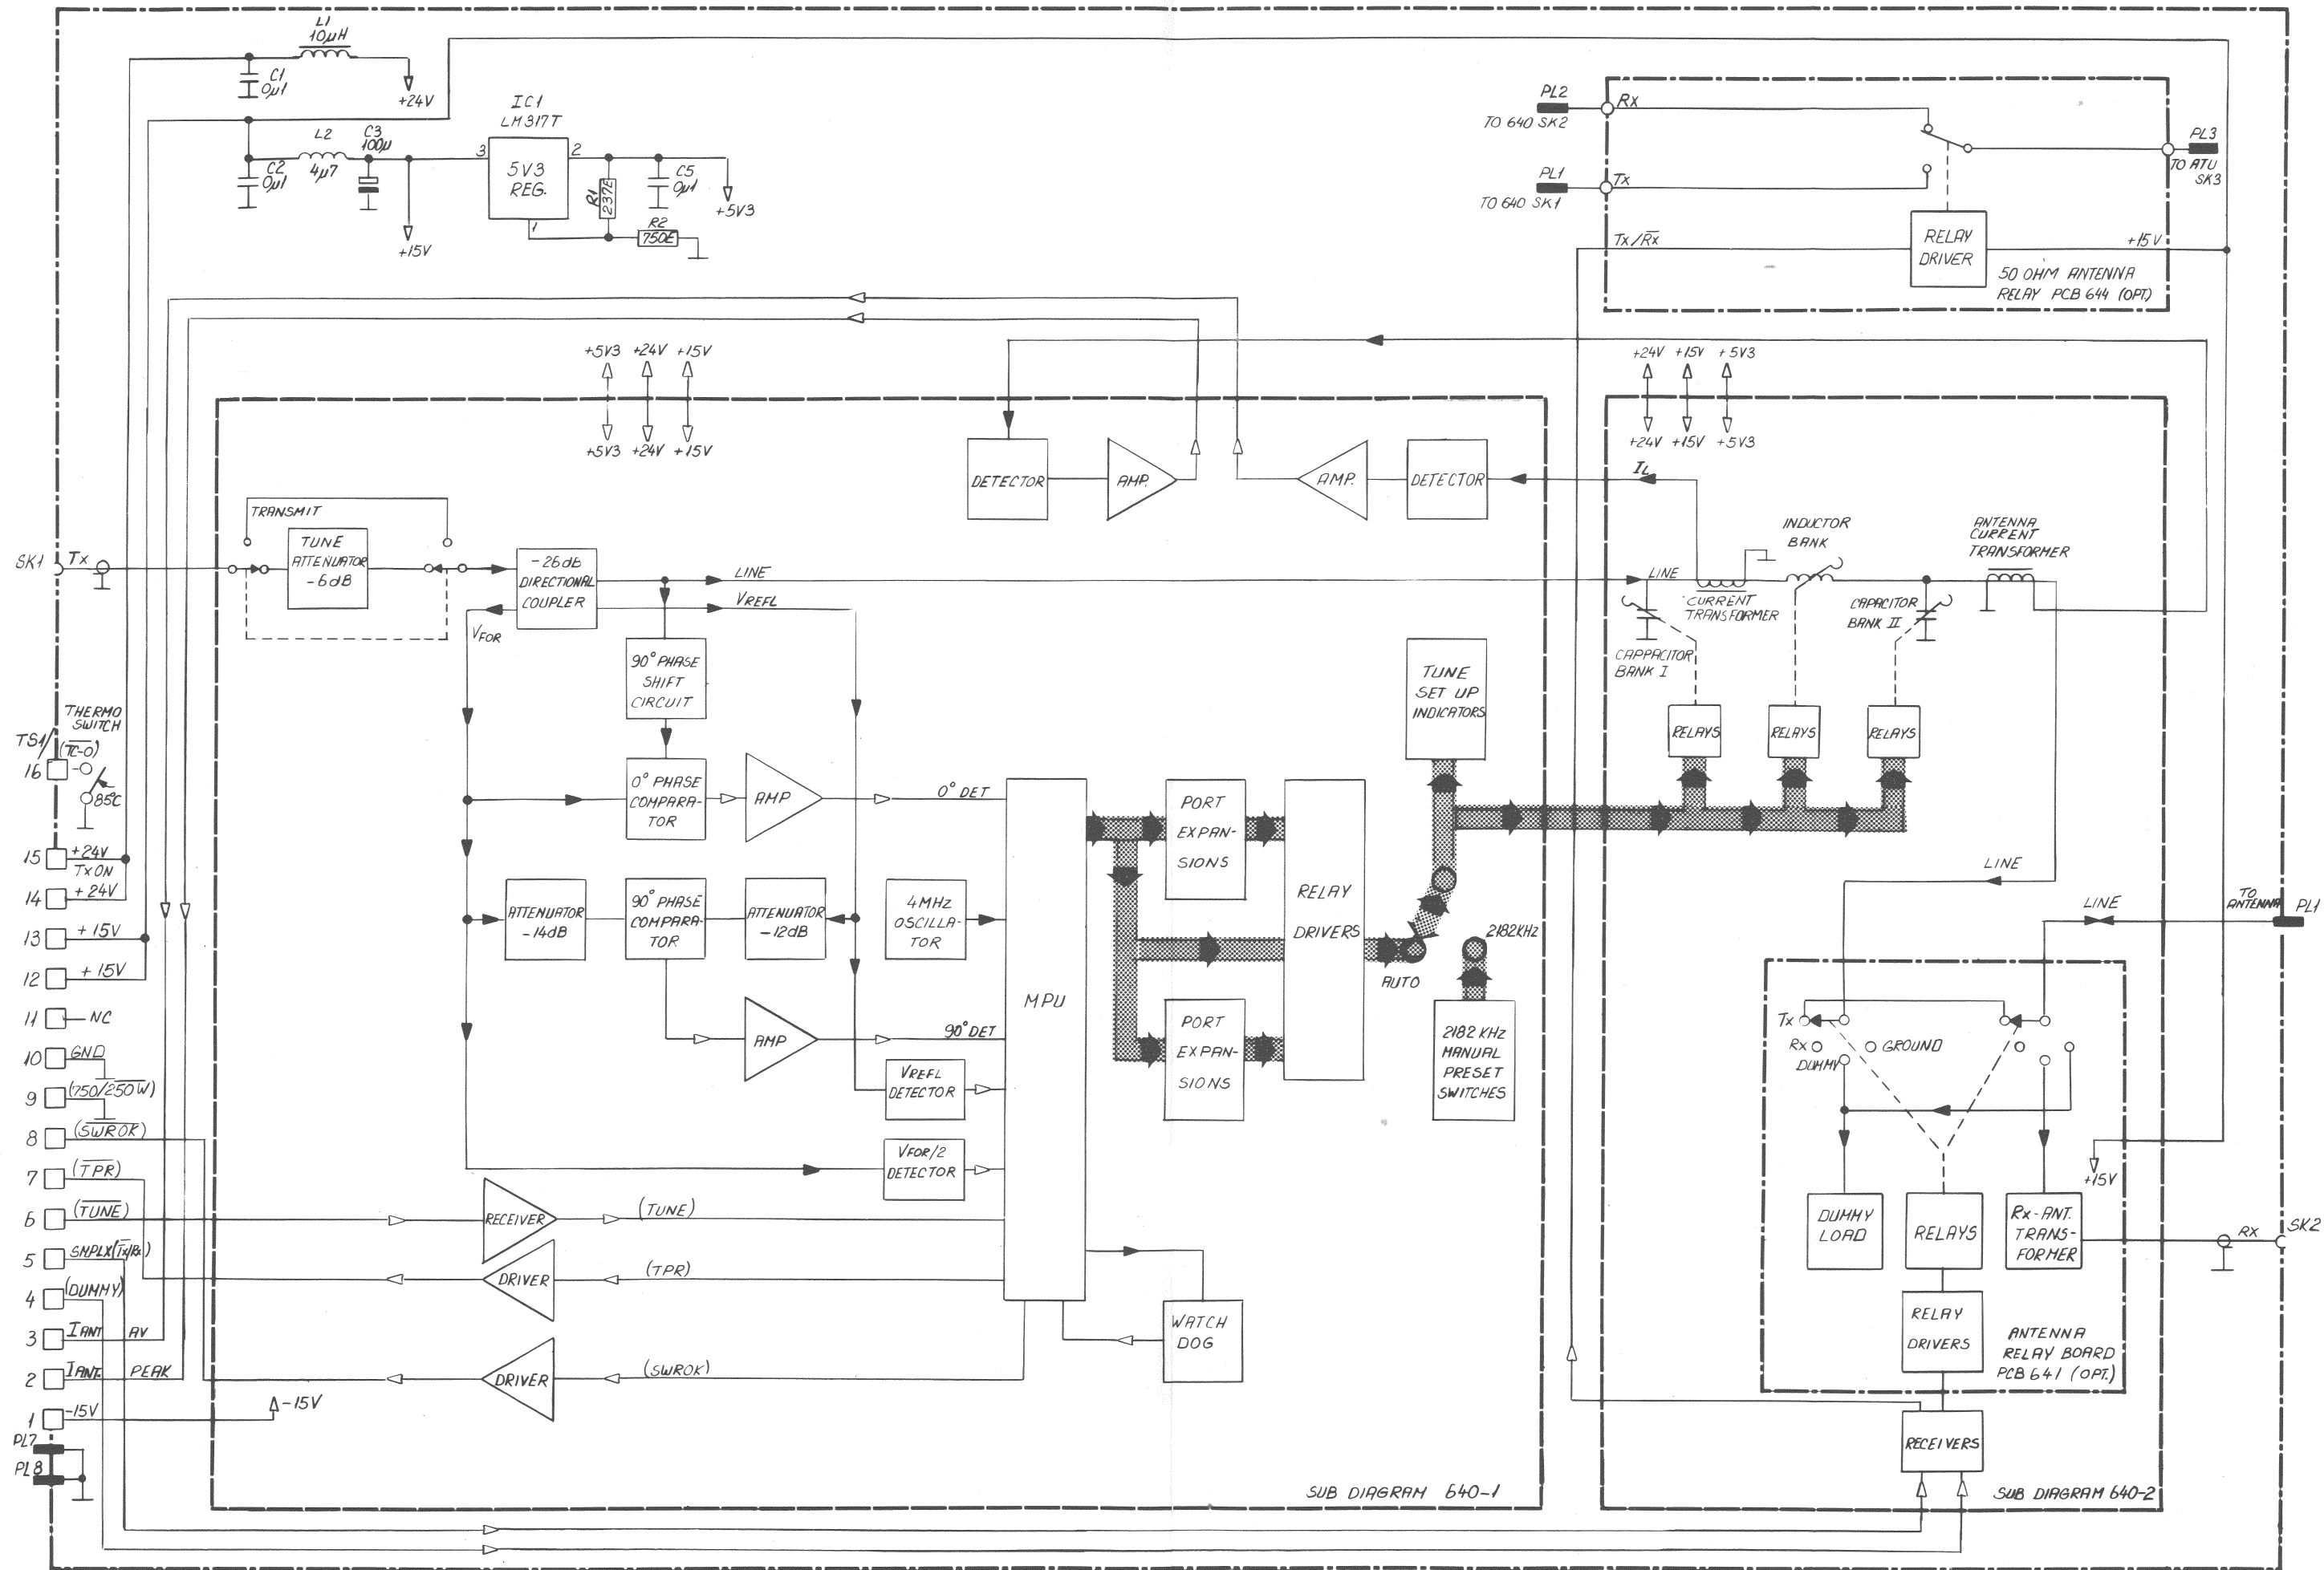 L1
10µH
C1
0µ1
+24V
IC1
LM317T
L2
4µ7
C3
100µ
C2
0µ1
3
5V3
REG.
2
1
R1
237E
C5
0µ1
R2
750E
+5V3
+15V
PL2
TO 640 SK2
Rx
PL1
TO 640 SK1
Tx
PL3
TO ATU
SK3
Tx/R̅x̅
RELAY
DRIVER
+15V
50 OHM ANTENNA
RELAY PCB 644 (OPT.)
+5V3 +24V +15V
+5V3 +24V +15V
+24V +15V +5V3
+24V +15V +5V3
DETECTOR
AMP.
AMP.
DETECTOR
IL
TRANSMIT
TUNE
ATTENUATOR
-6dB
SK1
Tx
-26dB
DIRECTIONAL
COUPLER
LINE
VREFL
VFOR
LINE
CURRENT
TRANSFORMER
INDUCTOR
BANK
ANTENNA
CURRENT
TRANSFORMER
CAPPACITOR
BANK I
CAPACITOR
BANK II
90° PHASE
SHIFT
CIRCUIT
TUNE
SET UP
INDICATORS
RELAYS
RELAYS
RELAYS
THERMO
SWITCH
TS1
(T̅C̅-̅O̅)
16
85°C
0° PHASE
COMPARA-
TOR
AMP
0° DET
PORT
EXPAN-
SIONS
15
+24V
TxON
14
+24V
13
+15V
12
+15V
11
NC
10
GND
9
(750/2̅5̅0̅W̅)
8
(S̅W̅R̅O̅K̅)
7
(T̅P̅R̅)
6
(T̅U̅N̅E̅)
5
SMPLX(T̅x̅/Rx)
4
(DUMMY)
3
IANT AV
2
IANT. PEAK
1
-15V
-15V
PL7
PL8
ATTENUATOR
-14dB
90° PHASE
COMPARA-
TOR
ATTENUATOR
-12dB
4MHz
OSCILLA-
TOR
RELAY
DRIVERS
AUTO
2182KHz
MPU
AMP
90° DET
VREFL
DETECTOR
PORT
EXPAN-
SIONS
2182 KHz
MANUAL
PRESET
SWITCHES
VFOR/2
DETECTOR
RECEIVER
(TUNE)
DRIVER
(TPR)
DRIVER
(SWROK)
WATCH
DOG
SUB DIAGRAM 640-1
LINE
LINE
TO
ANTENNA
PL1
Tx
Rx
DUMMY
GROUND
+15V
DUMMY
LOAD
RELAYS
Rx-ANT.
TRANS-
FORMER
RX
SK2
RELAY
DRIVERS
ANTENNA
RELAY BOARD
PCB 641 (OPT.)
RECEIVERS
SUB DIAGRAM 640-2